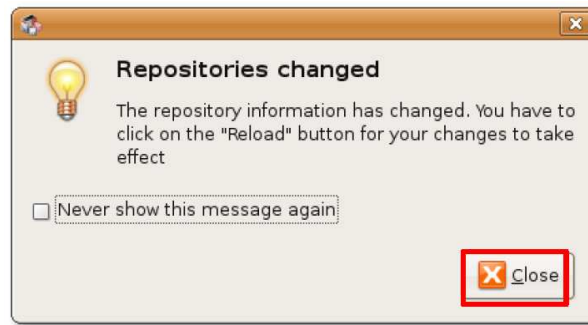 Repositories changed
The repository information has changed. You have to
click on the "Reload" button for your changes to take
effect
Never show this message again
Close